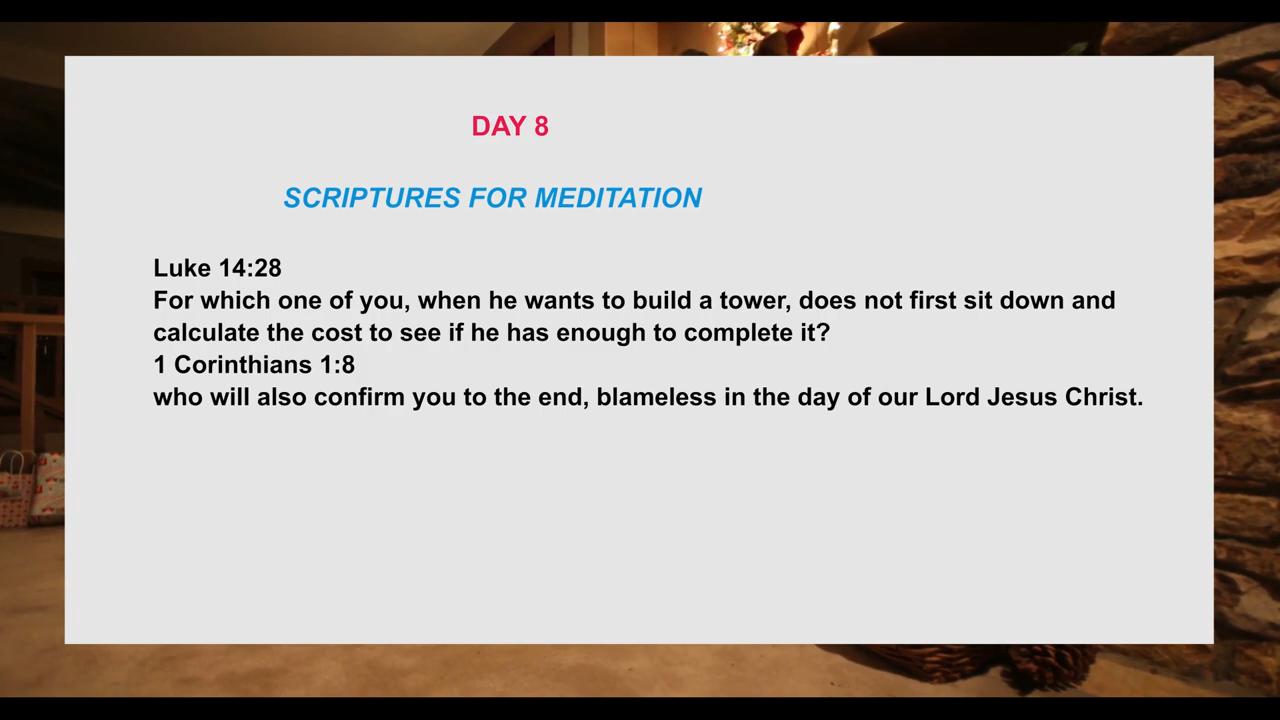 DAY 8
SCRIPTURES FOR MEDITATION
Luke 14:28
For which one of you, when he wants to build a tower, does not first sit down and
calculate the cost to see if he has enough to complete it?
1 Corinthians 1:8
who will also confirm you to the end, blameless in the day of our Lord Jesus Christ.